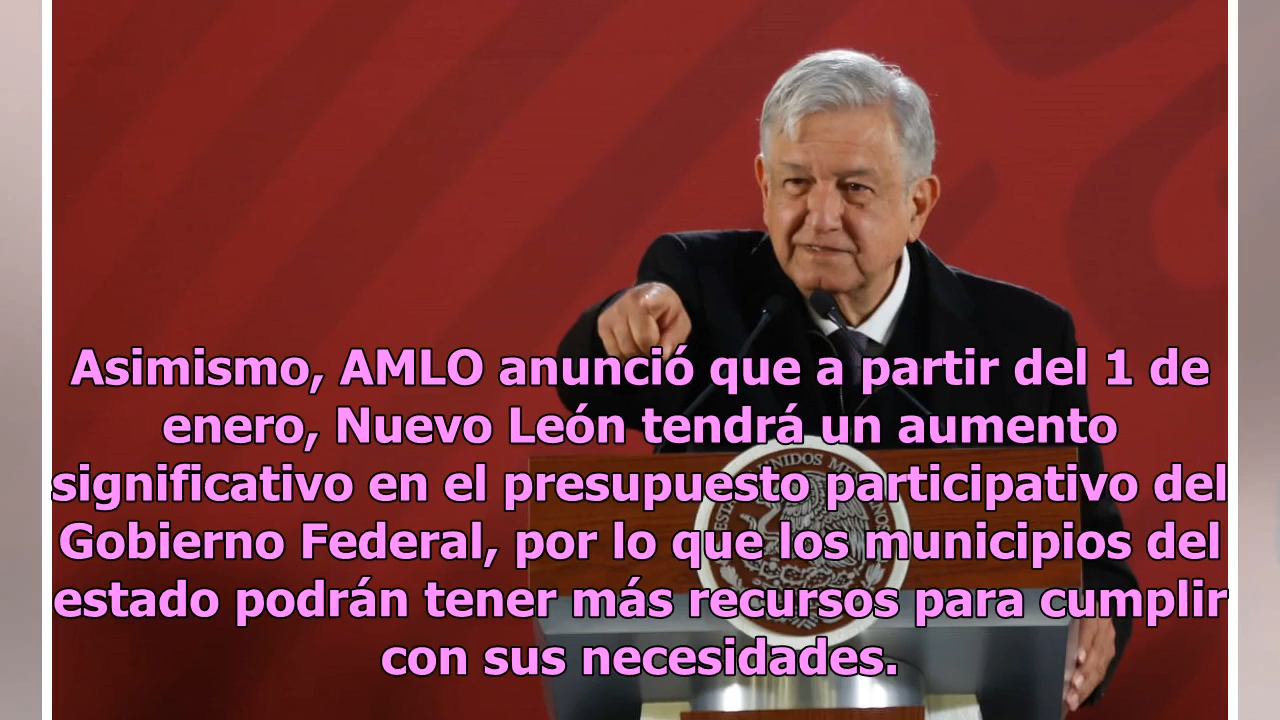 Asimismo, AMLO anunció que a partir del 1 de
enero, Nuevo León tendrá un aumento
significativo en el presupuesto participativo del
Gobierno Federal, por lo que los municipios del
estado podrán tener más recursos para cumplir
con sus necesidades.